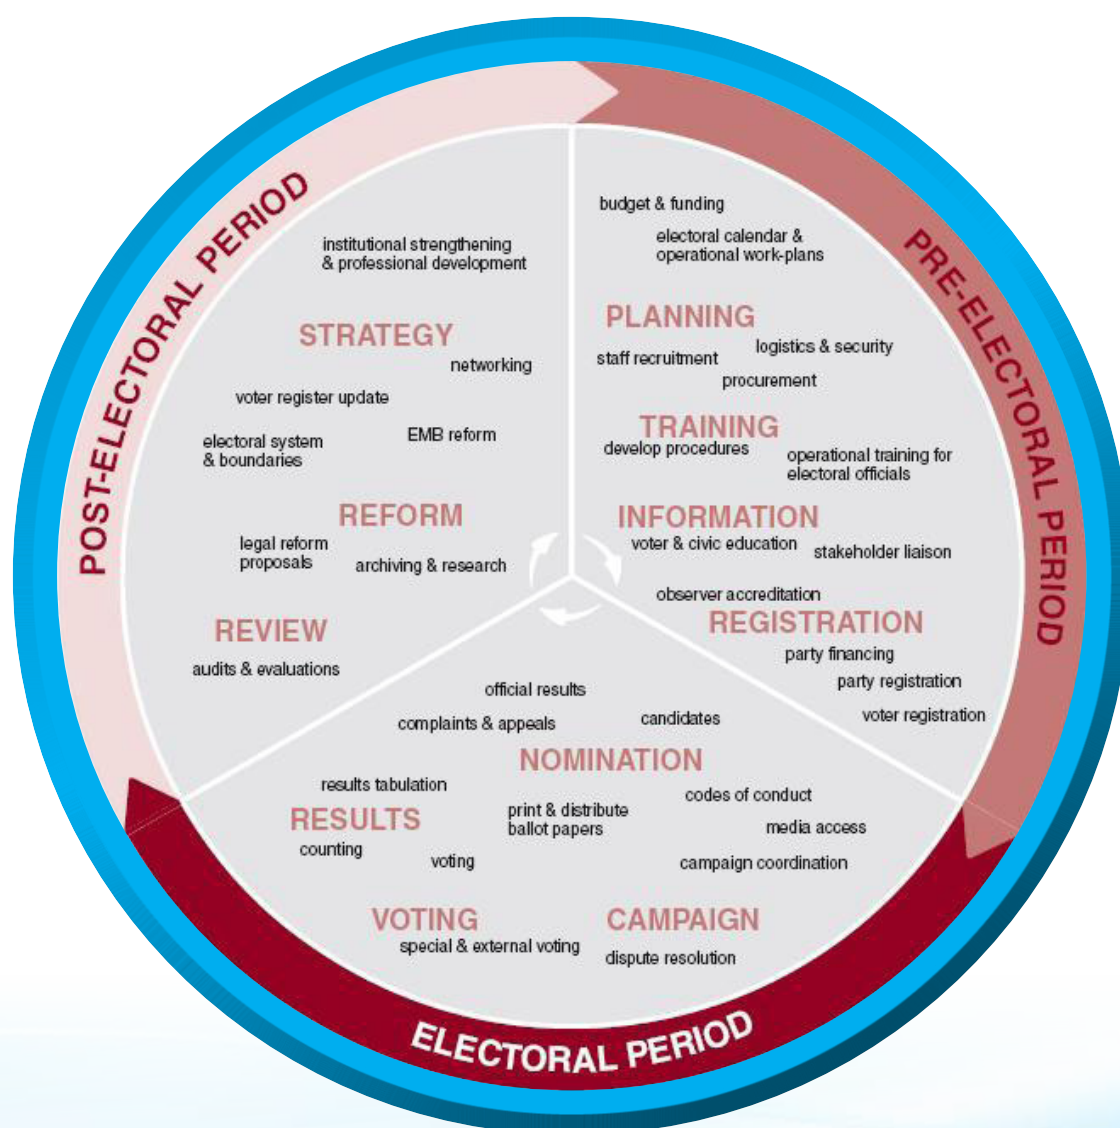 POST-ELECTORAL PERIOD
institutional strengthening
& professional development
STRATEGY
networking
voter register update
EMB reform
electoral system
& boundaries
REFORM
legal reform
proposals
archiving & research
REVIEW
audits & evaluations
PRE-ELECTORAL PERIOD
budget & funding
electoral calendar &
operational work-plans
PLANNING
logistics & security
staff recruitment
procurement
TRAINING
develop procedures
operational training for
electoral officials
INFORMATION
voter & civic education
stakeholder liaison
observer accreditation
REGISTRATION
party financing
party registration
voter registration
official results
complaints & appeals
candidates
NOMINATION
results tabulation
codes of conduct
print & distribute
ballot papers
RESULTS
media access
counting
voting
campaign coordination
VOTING
CAMPAIGN
special & external voting
dispute resolution
ELECTORAL PERIOD